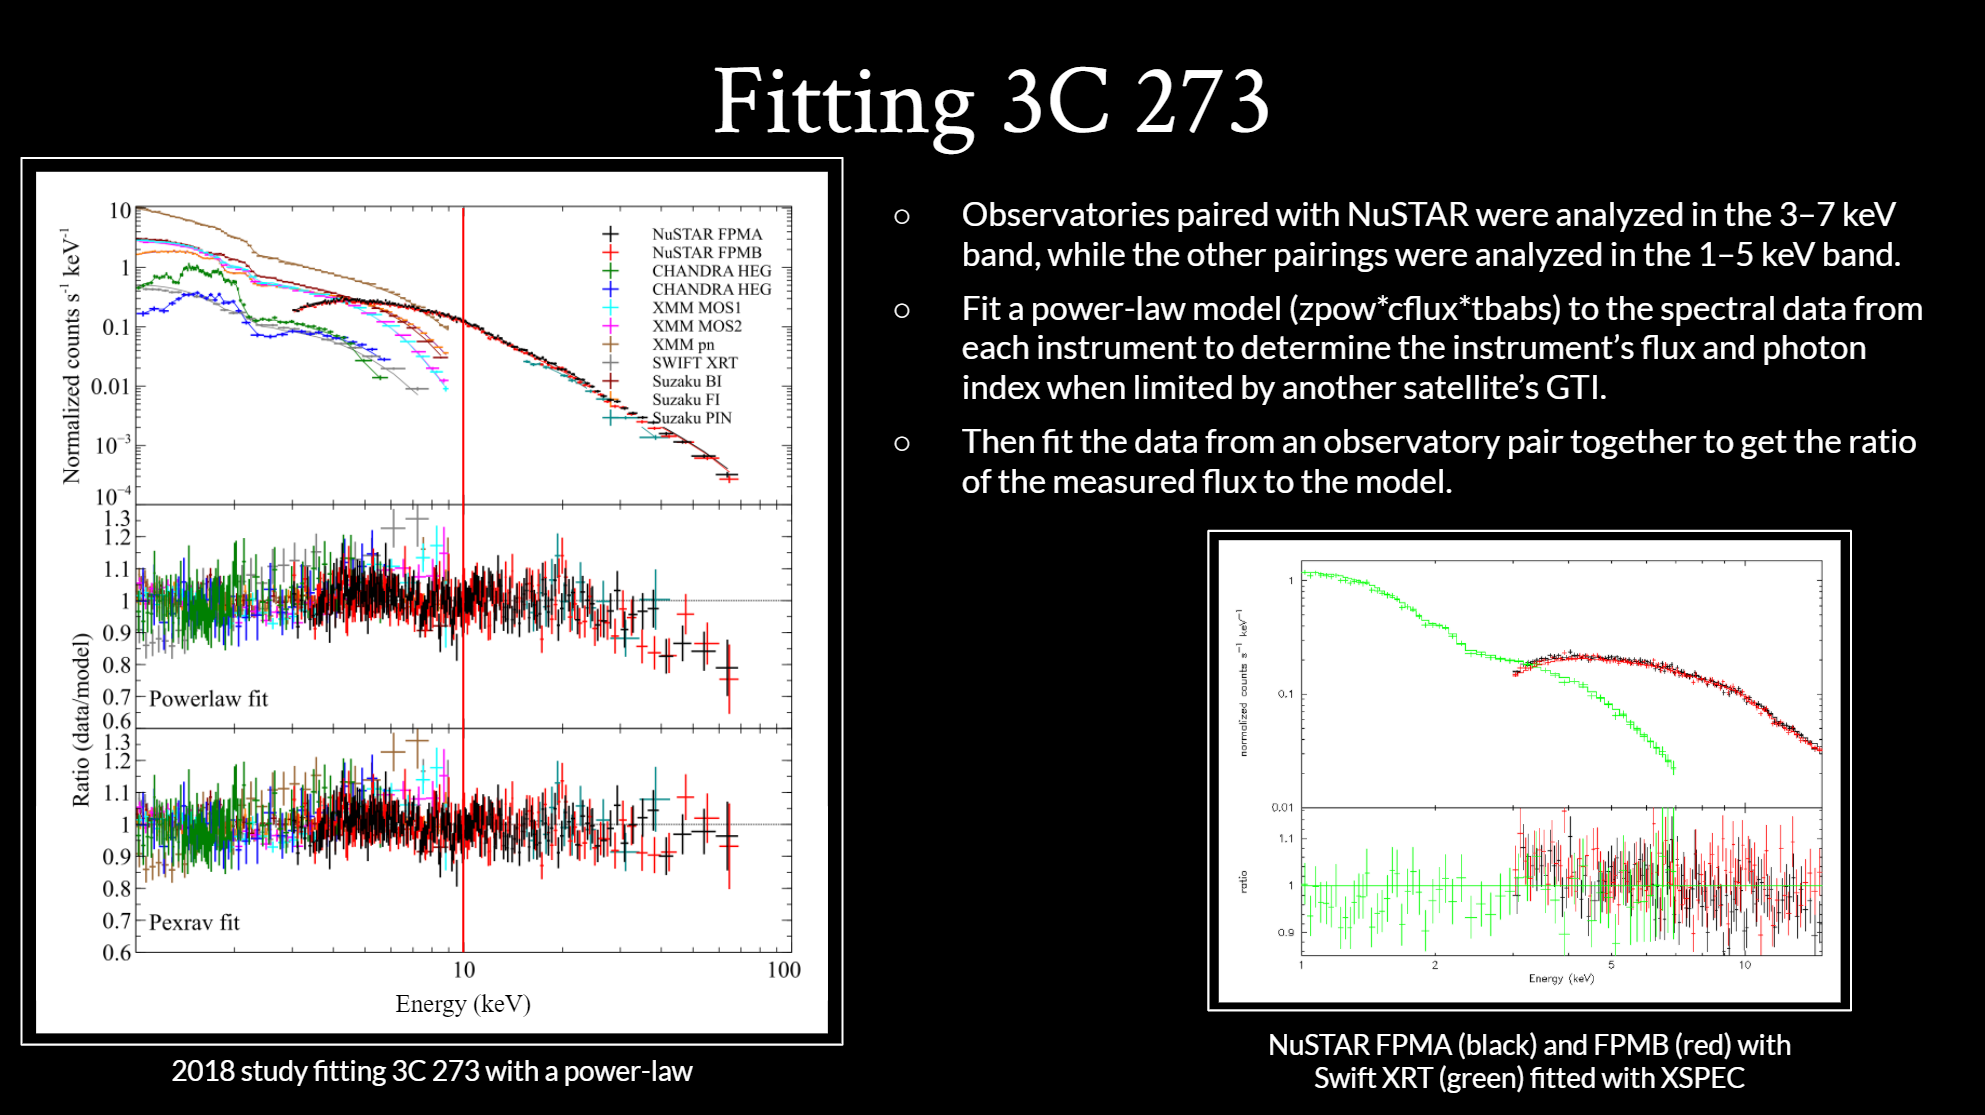 Fitting 3C 273
10
1
0.1
0.01
10⁻³
10⁻⁴
Normalized counts s⁻¹ keV⁻¹
NuSTAR FPMA
NuSTAR FPMB
CHANDRA HEG
CHANDRA HEG
XMM MOS1
XMM MOS2
XMM pn
SWIFT XRT
Suzaku BI
Suzaku FI
Suzaku PIN
1.3
1.2
1.1
1
0.9
0.8
0.7
0.6
Powerlaw fit
Ratio (data/model)
1.3
1.2
1.1
1
0.9
0.8
0.7
0.6
Pexrav fit
10
100
Energy (keV)
2018 study fitting 3C 273 with a power-law
○ Observatories paired with NuSTAR were analyzed in the 3–7 keV
band, while the other pairings were analyzed in the 1–5 keV band.
○ Fit a power-law model (zpow*cflux*tbabs) to the spectral data from
each instrument to determine the instrument’s flux and photon
index when limited by another satellite’s GTI.
○ Then fit the data from an observatory pair together to get the ratio
of the measured flux to the model.
1
0.1
0.01
normalized counts s⁻¹ keV⁻¹
1.1
1
0.9
ratio
1
2
5
10
Energy (keV)
NuSTAR FPMA (black) and FPMB (red) with
Swift XRT (green) fitted with XSPEC